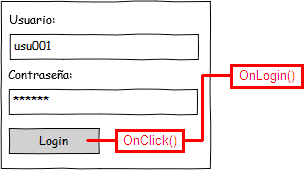 Usuario:
usu001
Contraseña:
******
Login
OnClick()
OnLogin()